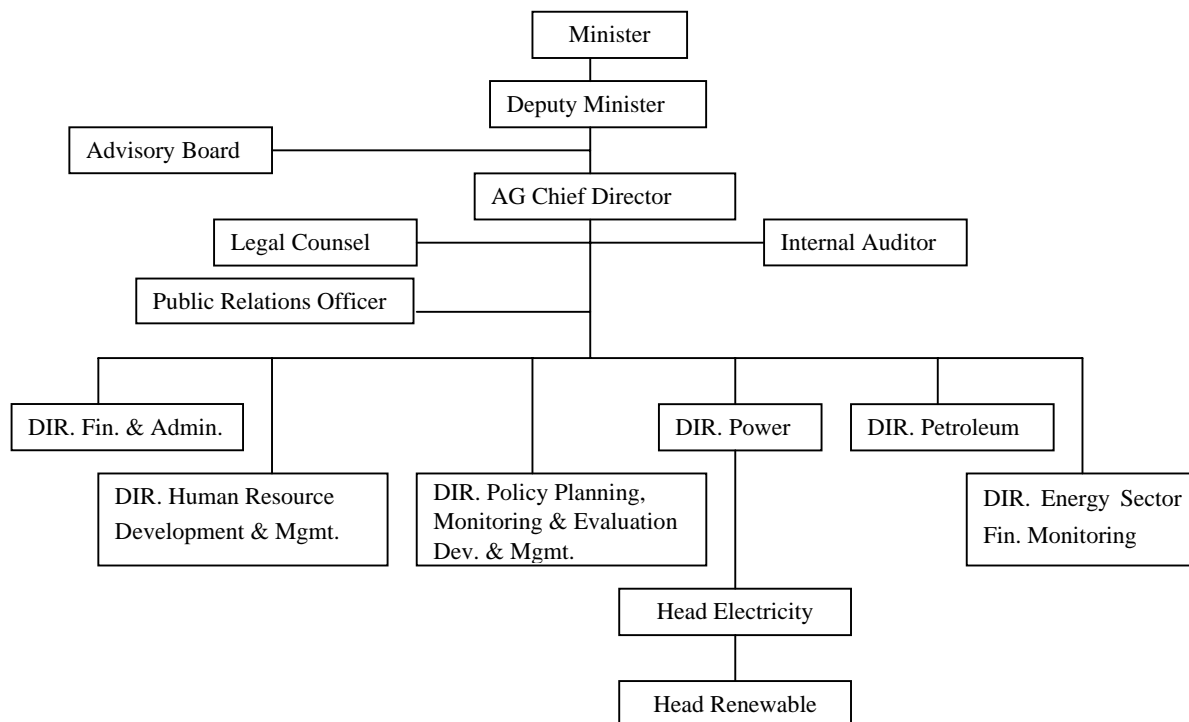 Minister
Deputy Minister
Advisory Board
AG Chief Director
Legal Counsel
Internal Auditor
Public Relations Officer
DIR. Fin. & Admin.
DIR. Power
DIR. Petroleum
DIR. Human Resource
Development & Mgmt.
DIR. Policy Planning,
Monitoring & Evaluation
Dev. & Mgmt.
DIR. Energy Sector
Fin. Monitoring
Head Electricity
Head Renewable